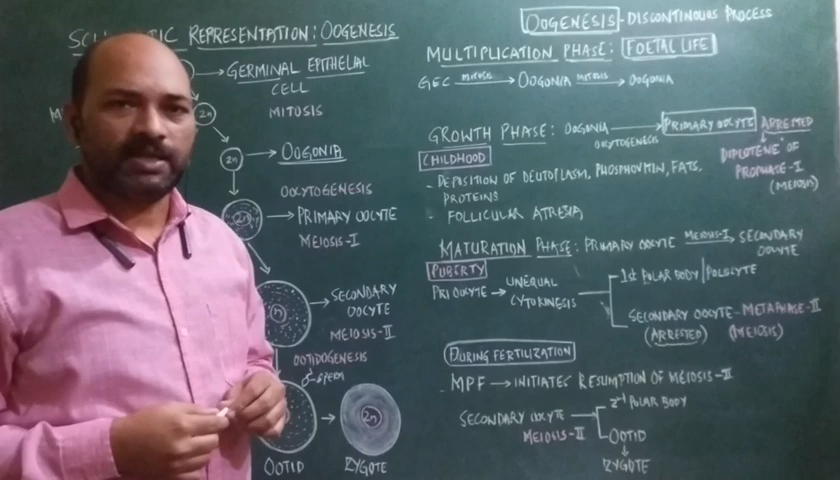 OOGENESIS - DISCONTINOUS PROCESS
REPRESENTATION: OOGENESIS
GERMINAL EPITHELIAL
CELL
MITOSIS
2n
2n
OOGONIA
OOCYTOGENESIS
2n
PRIMARY OOCYTE
MEIOSIS-I
n
SECONDARY
OOCYTE
MEIOSIS-II
OOTIDOGENESIS
♂ SPERM
2n
OOTID
ZYGOTE
MULTIPLICATION PHASE: FOETAL LIFE
GEC MITOSIS → OOGONIA MITOSIS → OOGONIA
GROWTH PHASE: OOGONIA → PRIMARY OOCYTE ARRESTED
OOCYTOGENESIS
CHILDHOOD
DIPLOTENE OF
PROPHASE-I
(MEIOSIS)
- DEPOSITION OF DEUTOPLASM, PHOSPHOVITIN, FATS,
PROTEINS
- FOLLICULAR ATRESIA
MATURATION PHASE: PRIMARY OOCYTE MEIOSIS-I → SECONDARY
OOCYTE
PUBERTY
PRI OOCYTE → UNEQUAL
CYTOKINESIS
1st POLAR BODY/POLOCYTE
SECONDARY OOCYTE - METAPHASE-II
(ARRESTED) (MEIOSIS)
DURING FERTILIZATION
MPF → INITIATES RESUMPTION OF MEIOSIS-II
2nd POLAR BODY
SECONDARY OOCYTE
MEIOSIS-II
OOTID
ZYGOTE